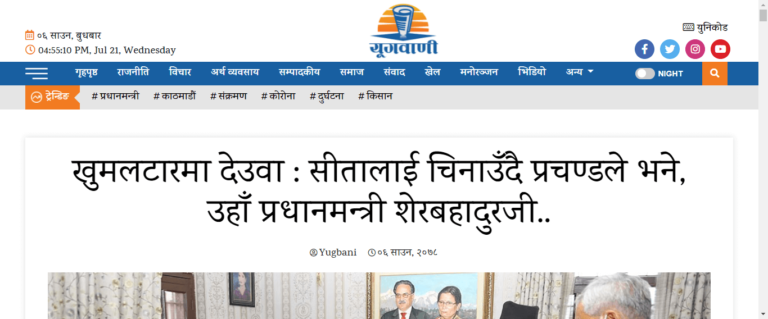 ०६ साउन, बुधबार
04:55:10 PM, Jul 21, Wednesday
यूगवाणी
युनिकोड
गृहपृष्ठ राजनीति विचार अर्थ व्यवसाय सम्पादकीय समाज संवाद खेल मनोरञ्जन भिडियो अन्य NIGHT
ट्रेन्डिङ # प्रधानमन्त्री # काठमाडौं # संक्रमण # कोरोना # दुर्घटना # किसान
खुमलटारमा देउवा : सीतालाई चिनाउँदै प्रचण्डले भने,
उहाँ प्रधानमन्त्री शेरबहादुरजी..
Yugbani ०६ साउन, २०७८